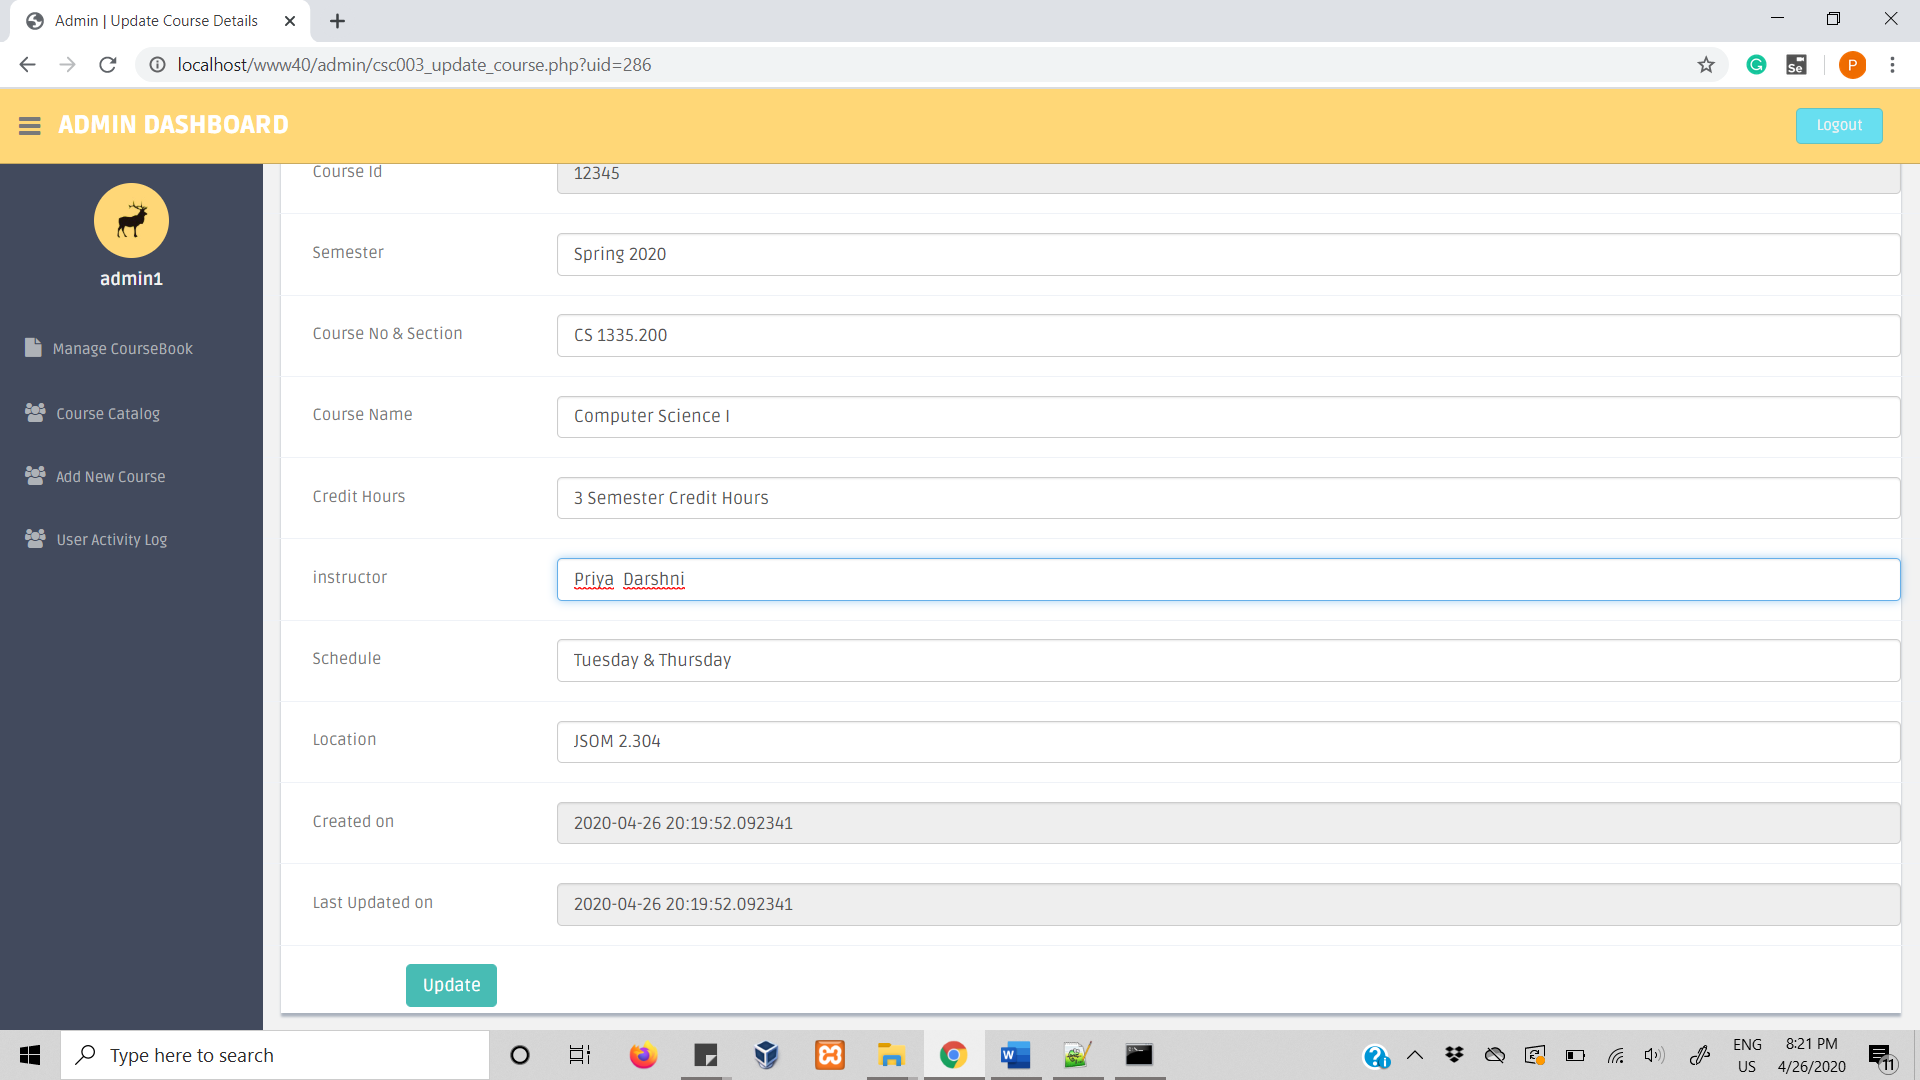 Admin | Update Course Details
localhost/www40/admin/csc003_update_course.php?uid=286
Se
P
ADMIN DASHBOARD
Logout
admin1
Manage CourseBook
Course Catalog
Add New Course
User Activity Log
Course Id 12345
Semester Spring 2020
Course No & Section CS 1335.200
Course Name Computer Science I
Credit Hours 3 Semester Credit Hours
instructor Priya  Darshni
Schedule Tuesday & Thursday
Location JSOM 2.304
Created on 2020-04-26 20:19:52.092341
Last Updated on 2020-04-26 20:19:52.092341
Update
Type here to search
ENG
US
8:21 PM
4/26/2020
11